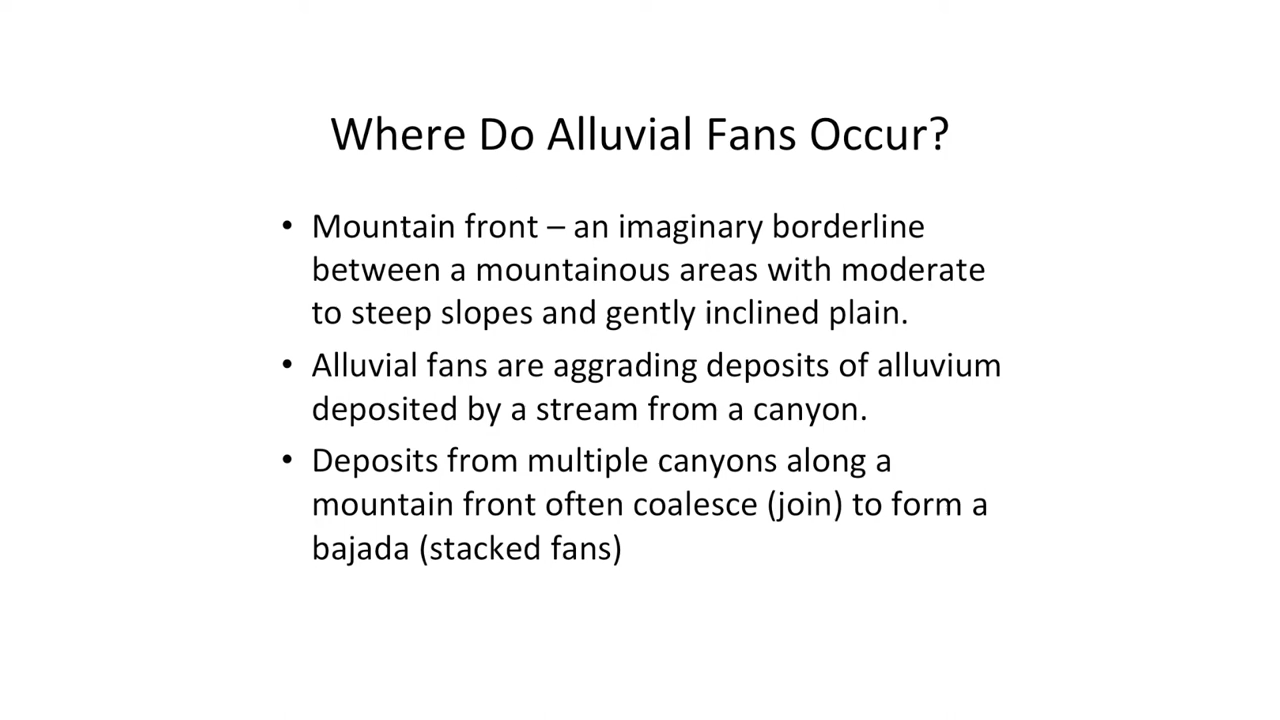 Where Do Alluvial Fans Occur?
• Mountain front – an imaginary borderline
between a mountainous areas with moderate
to steep slopes and gently inclined plain.
• Alluvial fans are aggrading deposits of alluvium
deposited by a stream from a canyon.
• Deposits from multiple canyons along a
mountain front often coalesce (join) to form a
bajada (stacked fans)